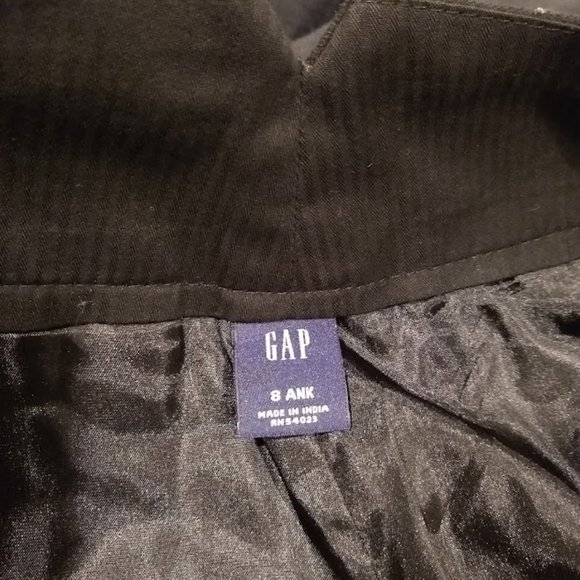 GAP
8 ANK
MADE IN INDIA
RN54023